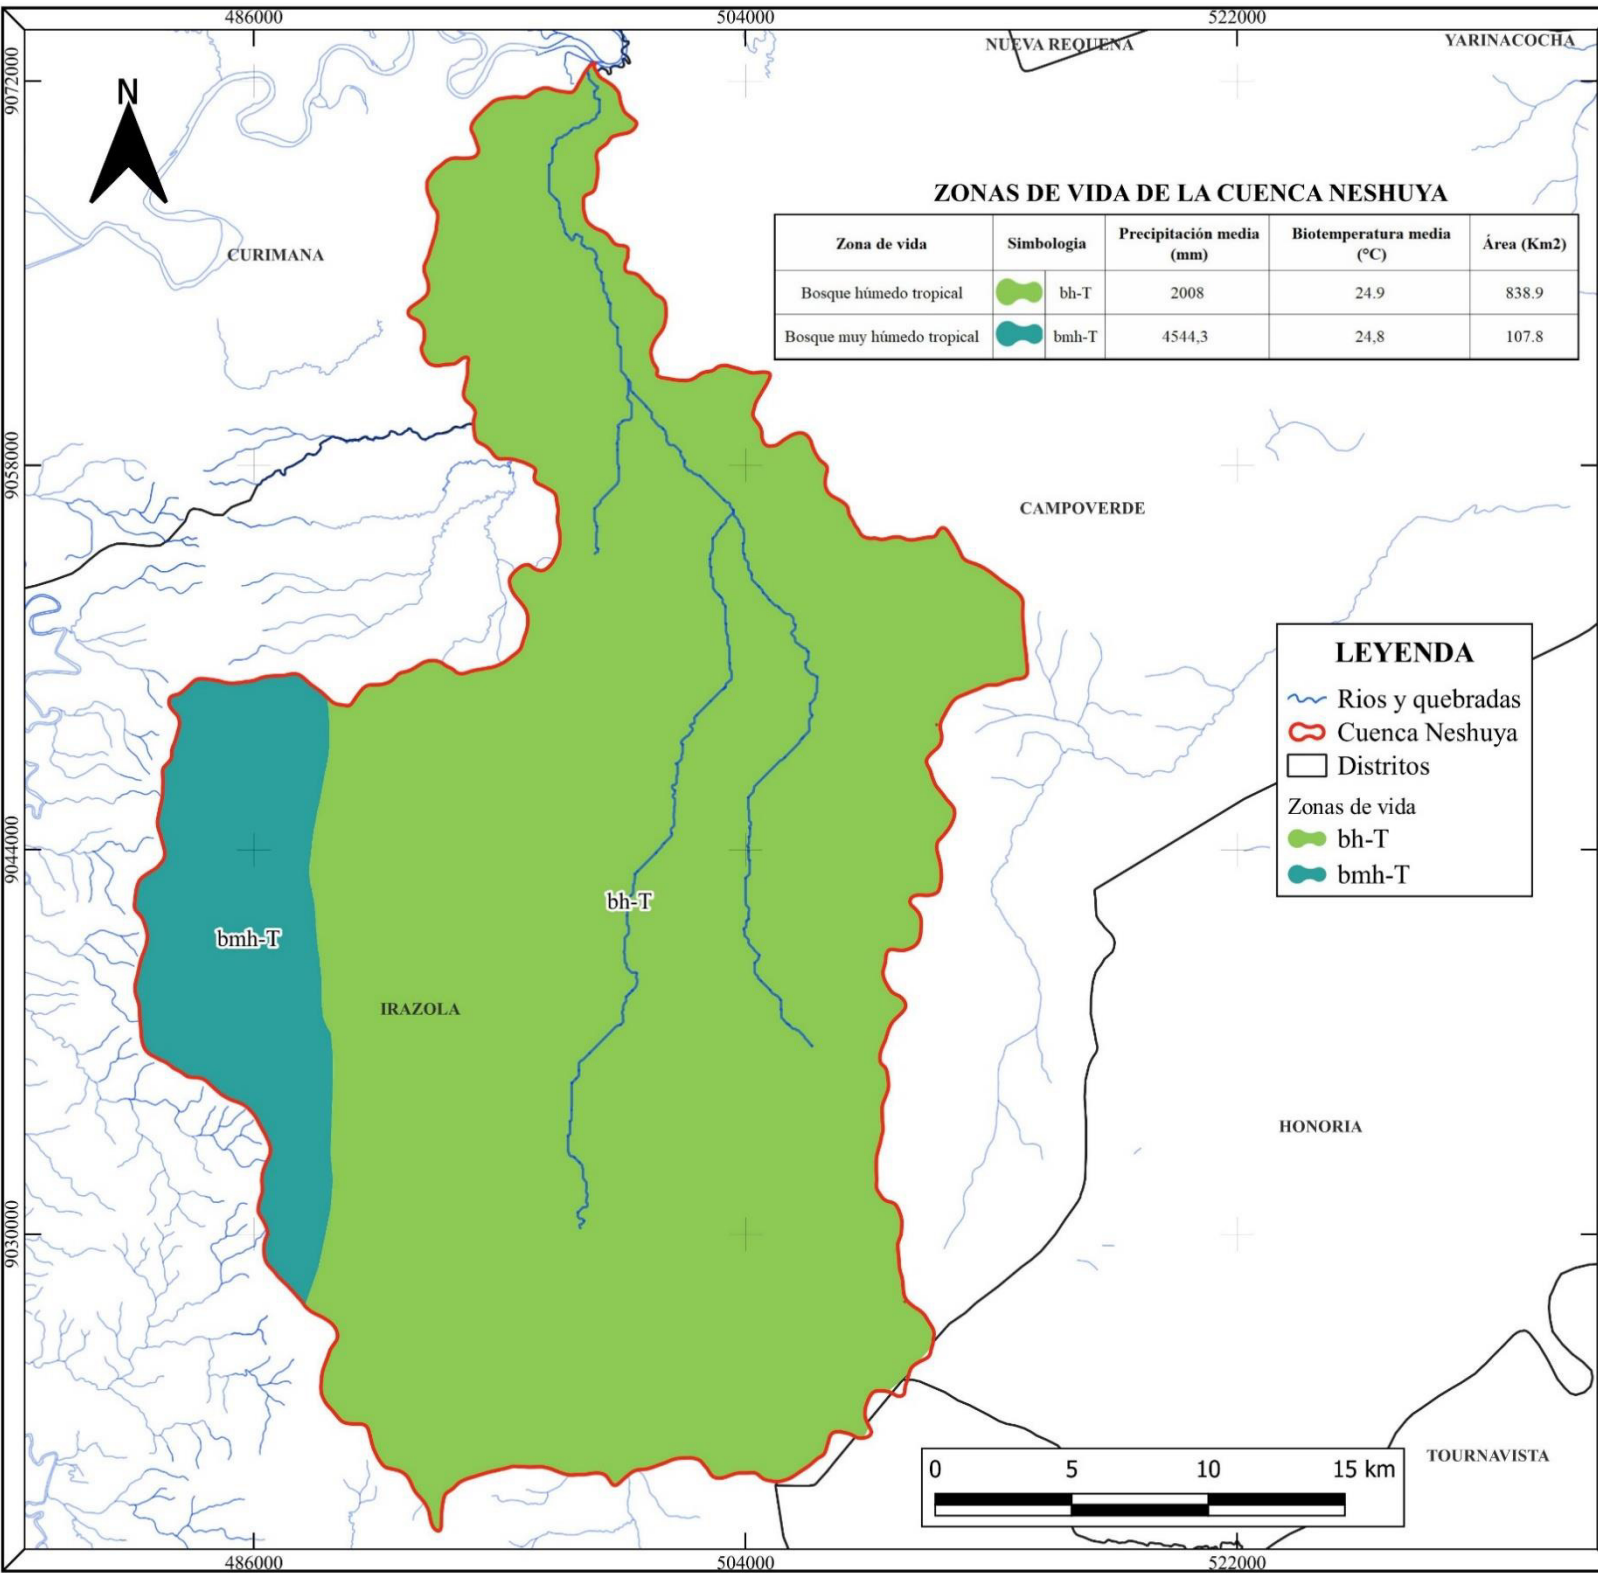 486000 504000 522000
NUEVA REQUENA
YARINACOCHA
9072000
N
ZONAS DE VIDA DE LA CUENCA NESHUYA
Zona de vida Simbologia Precipitación media (mm) Biotemperatura media (°C) Área (Km2)
Bosque húmedo tropical bh-T 2008 24.9 838.9
Bosque muy húmedo tropical bmh-T 4544,3 24,8 107.8
CURIMANA
9058000
CAMPOVERDE
LEYENDA
Rios y quebradas
Cuenca Neshuya
Distritos
Zonas de vida
bh-T
bmh-T
9044000
bh-T
bmh-T
IRAZOLA
HONORIA
9030000
TOURNAVISTA
0 5 10 15 km
486000 504000 522000